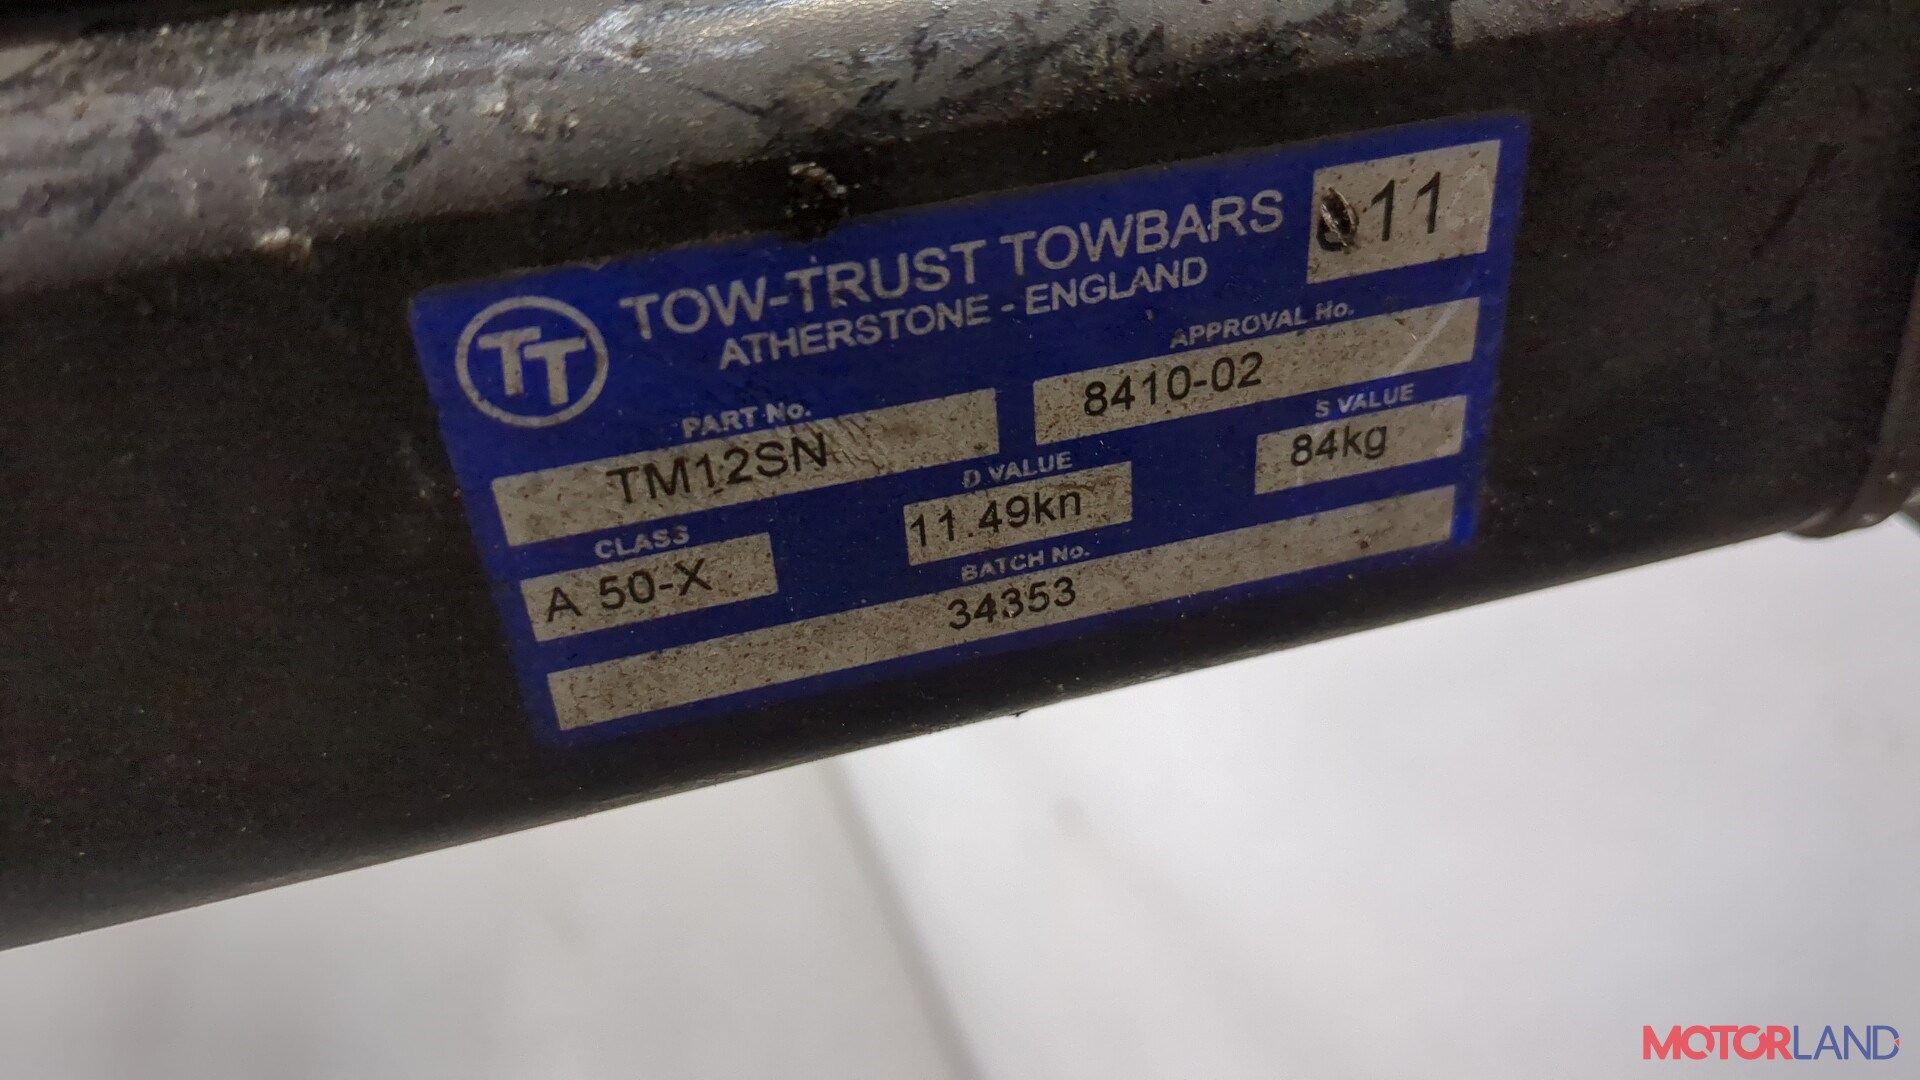 TT
TOW-TRUST TOWBARS
ATHERSTONE - ENGLAND
11
PART No.
TM12SN
APPROVAL No.
8410-02
CLASS
A 50-X
D VALUE
11.49kn
S VALUE
84kg
BATCH No.
34353
MOTORLAND